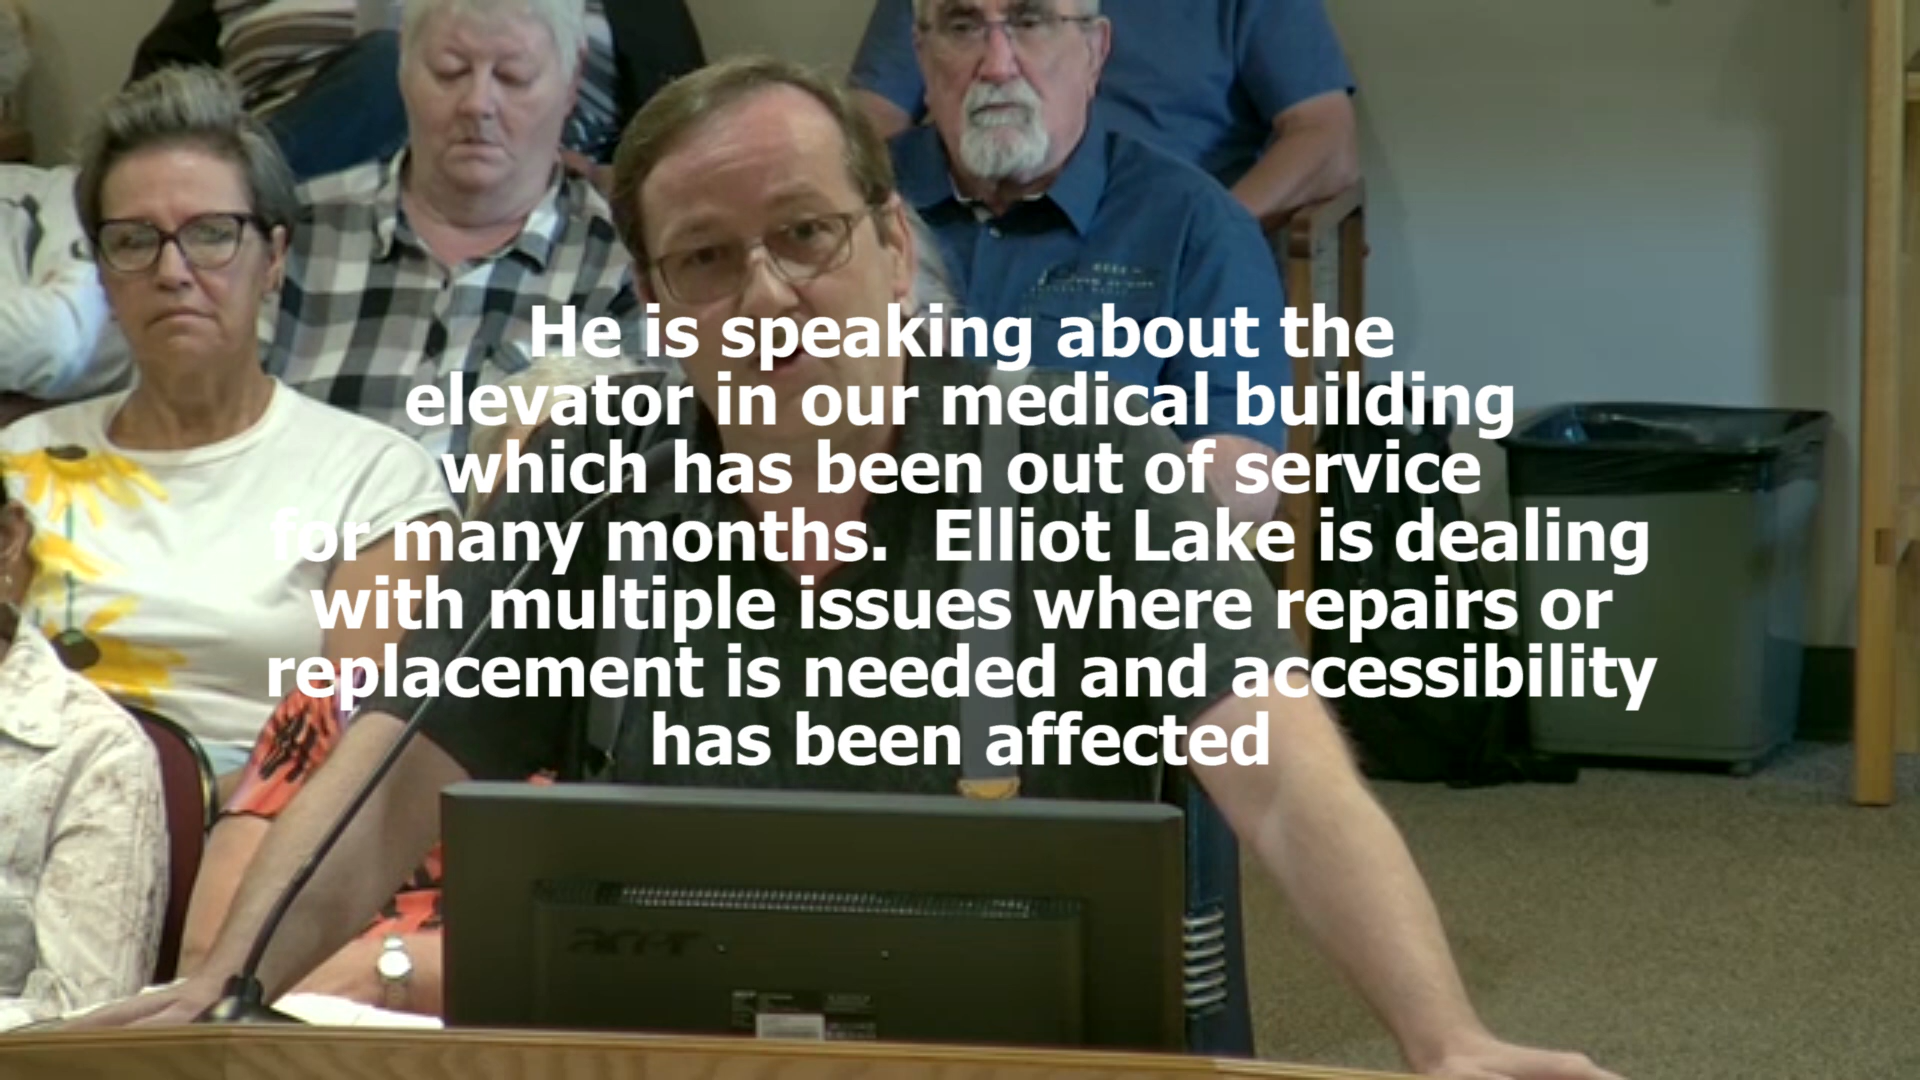 He is speaking about the
elevator in our medical building
which has been out of service
for many months.  Elliot Lake is dealing
with multiple issues where repairs or
replacement is needed and accessibility
has been affected
acer